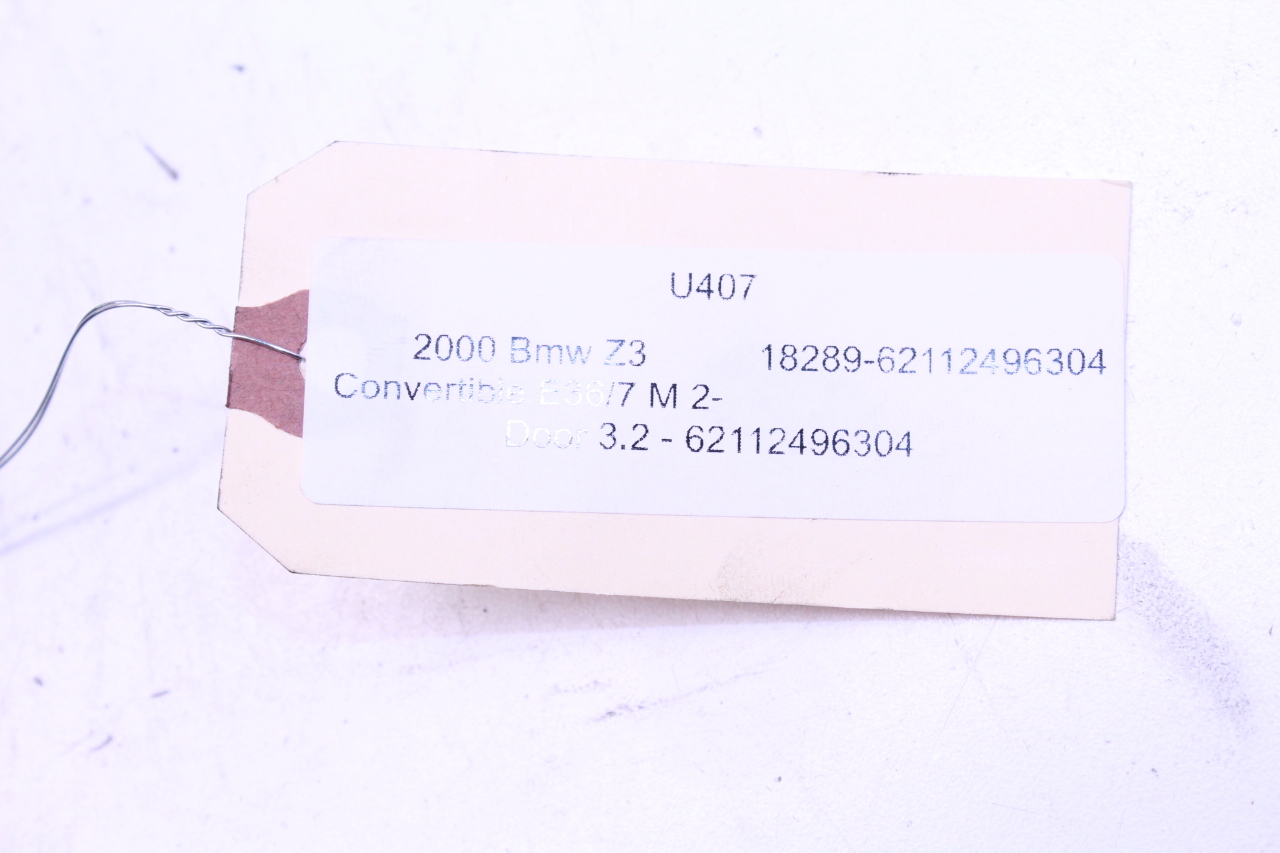 U407
2000 Bmw Z3 18289-62112496304
Convertible E36/7 M 2-
Door 3.2 - 62112496304